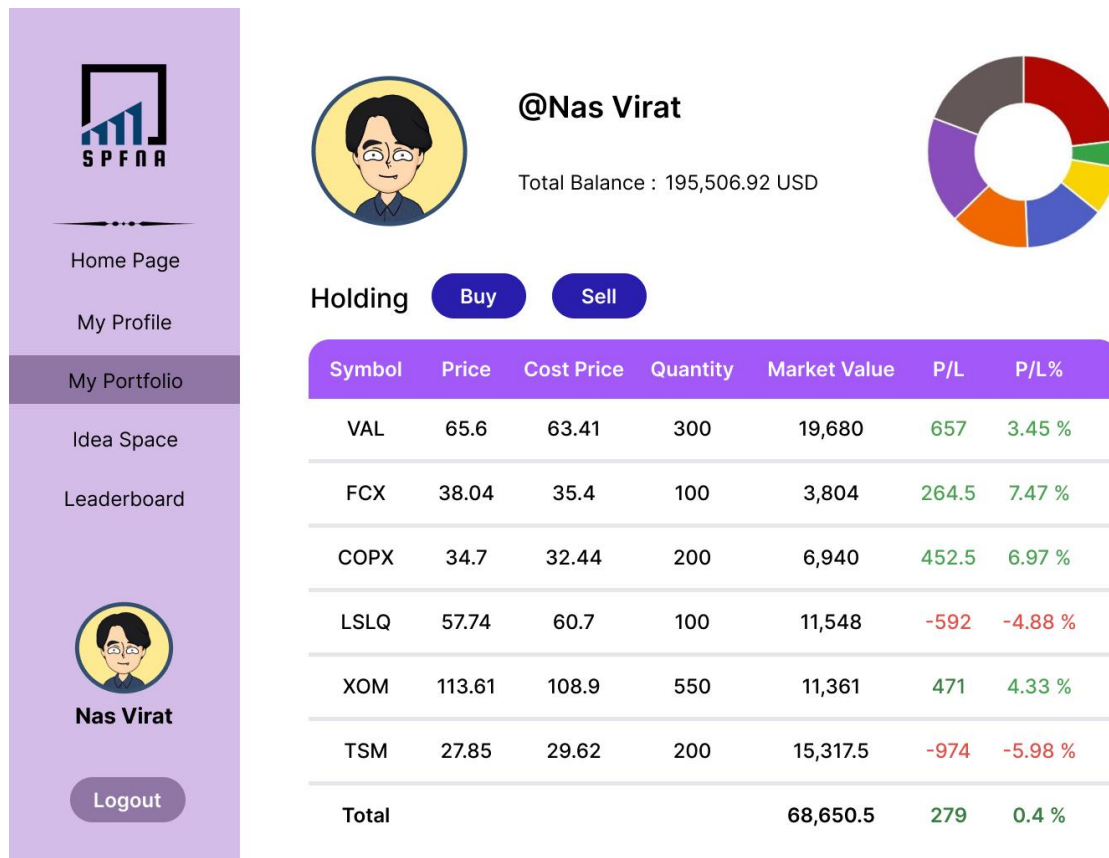 SPFNA
Home Page
My Profile
My Portfolio
Idea Space
Leaderboard
Nas Virat
Logout
@Nas Virat
Total Balance : 195,506.92 USD
Holding Buy Sell
Symbol Price Cost Price Quantity Market Value P/L P/L%
VAL 65.6 63.41 300 19,680 657 3.45 %
FCX 38.04 35.4 100 3,804 264.5 7.47 %
COPX 34.7 32.44 200 6,940 452.5 6.97 %
LSLQ 57.74 60.7 100 11,548 -592 -4.88 %
XOM 113.61 108.9 550 11,361 471 4.33 %
TSM 27.85 29.62 200 15,317.5 -974 -5.98 %
Total 68,650.5 279 0.4 %